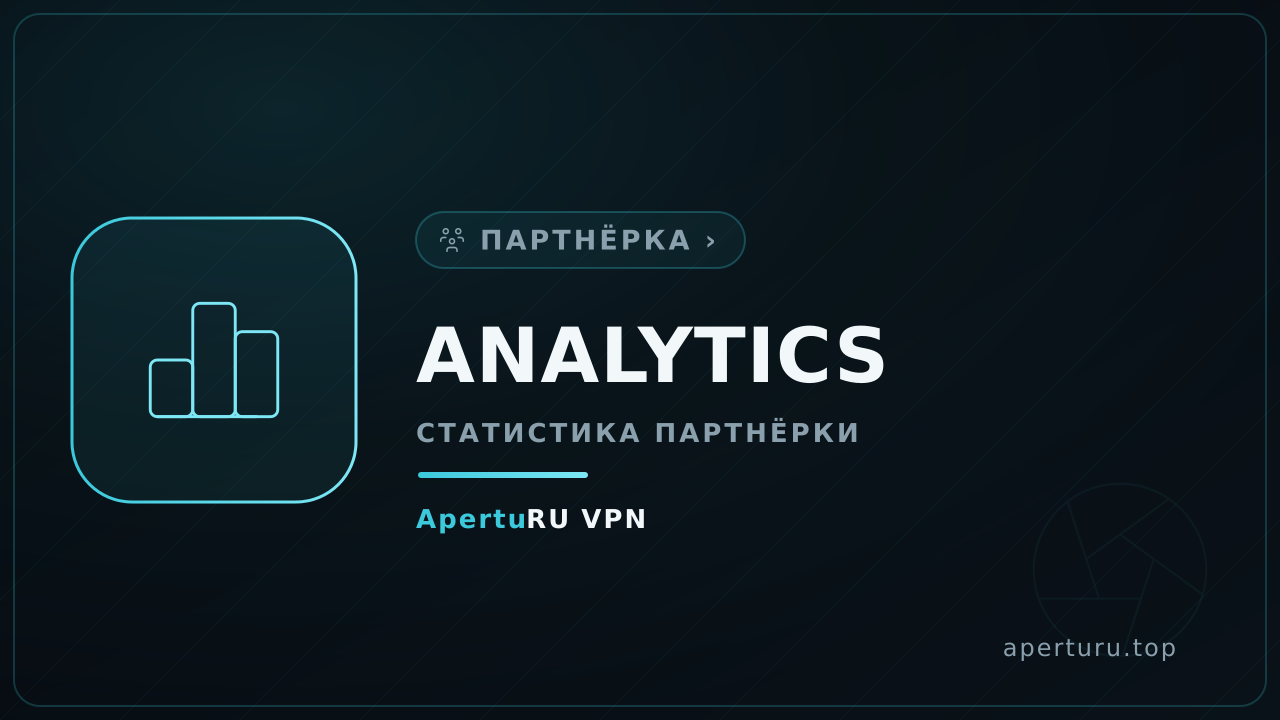 ПАРТНЁРКА ›
ANALYTICS
СТАТИСТИКА ПАРТНЁРКИ
ApertuRU VPN
aperturu.top